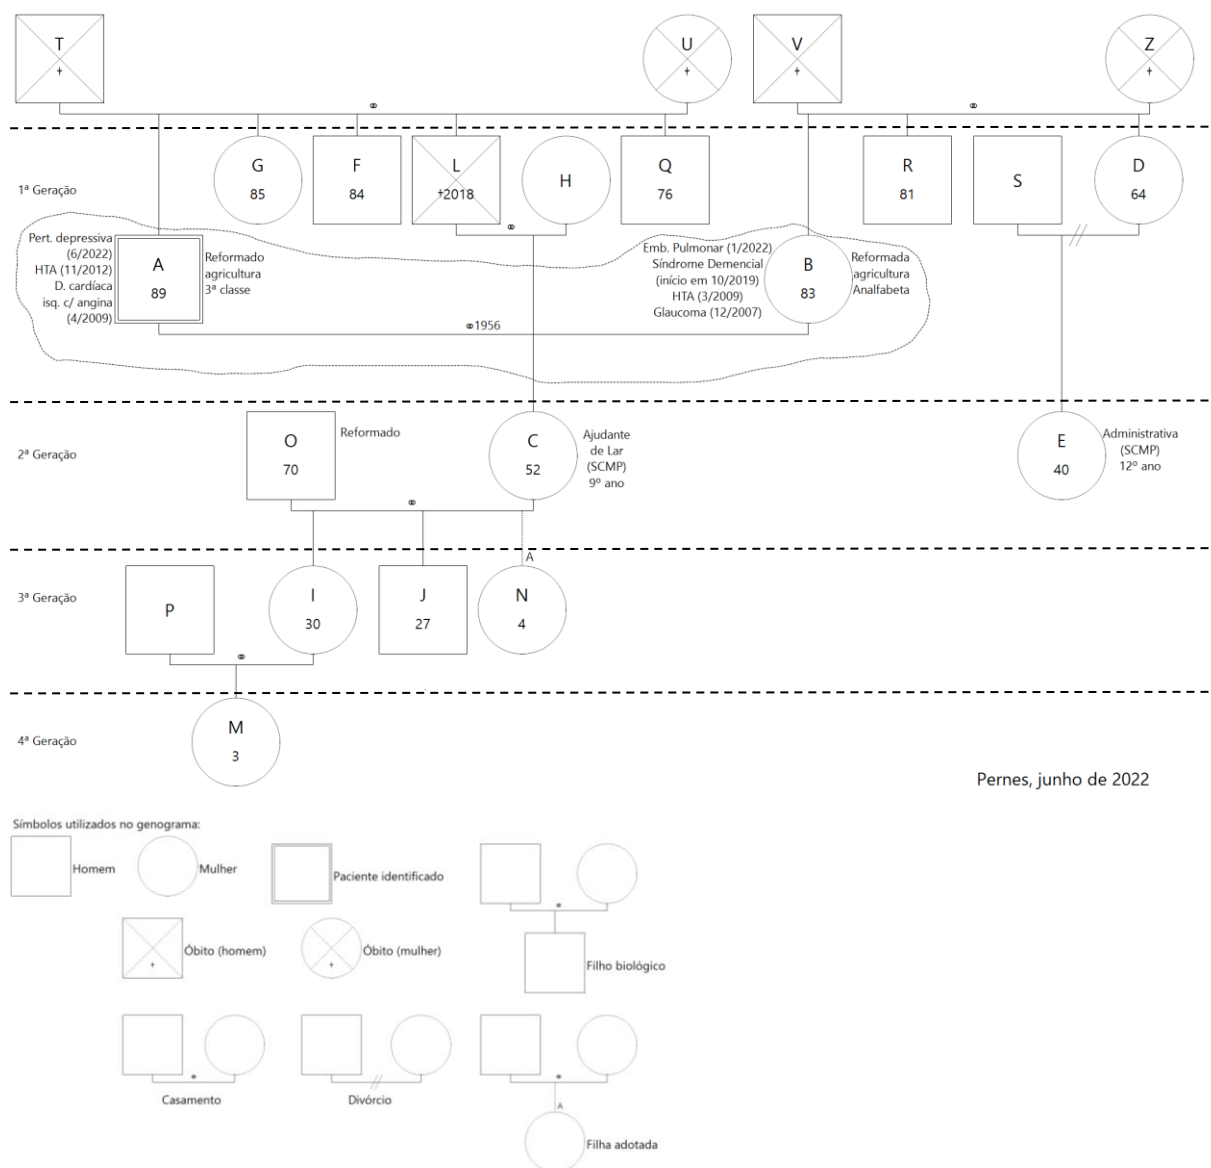 T
†
U
†
V
†
Z
†
⚭
⚭
1ª Geração
G
85
F
84
L
†2018
H
Q
76
R
81
S
D
64
⚭
Pert. depressiva
(6/2022)
HTA (11/2012)
D. cardíaca
isq. c/ angina
(4/2009)
A
89
Reformado
agricultura
3ª classe
Emb. Pulmonar (1/2022)
Síndrome Demencial
(início em 10/2019)
HTA (3/2009)
Glaucoma (12/2007)
B
83
Reformada
agricultura
Analfabeta
⚭1956
2ª Geração
O
70
Reformado
C
52
Ajudante
de Lar
(SCMP)
9º ano
E
40
Administrativa
(SCMP)
12º ano
⚭
A
3ª Geração
P
I
30
J
27
N
4
⚭
4ª Geração
M
3
Pernes, junho de 2022
Símbolos utilizados no genograma:
Homem
Mulher
Paciente identificado
⚭
†
Óbito (homem)
†
Óbito (mulher)
Filho biológico
⚭
Casamento
Divórcio
⚭
A
Filha adotada